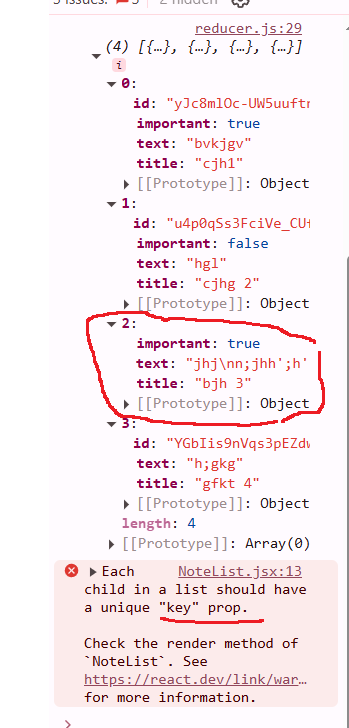 5 issues: 5 2 hidden
reducer.js:29
(4) [{…}, {…}, {…}, {…}]
i
0:
id: "yJc8mlOc-UW5uuftr
important: true
text: "bvkjgv"
title: "cjh1"
[[Prototype]]: Object
1:
id: "u4p0qSs3FciVe_CUt
important: false
text: "hgl"
title: "cjhg 2"
[[Prototype]]: Object
2:
important: true
text: "jhj\nn;jhh';h'
title: "bjh 3"
[[Prototype]]: Object
3:
id: "YGbIis9nVqs3pEZdW
text: "h;gkg"
title: "gfkt 4"
[[Prototype]]: Object
length: 4
[[Prototype]]: Array(0)
Each NoteList.jsx:13
child in a list should have
a unique "key" prop.
Check the render method of
`NoteList`. See
https://react.dev/link/war…
for more information.